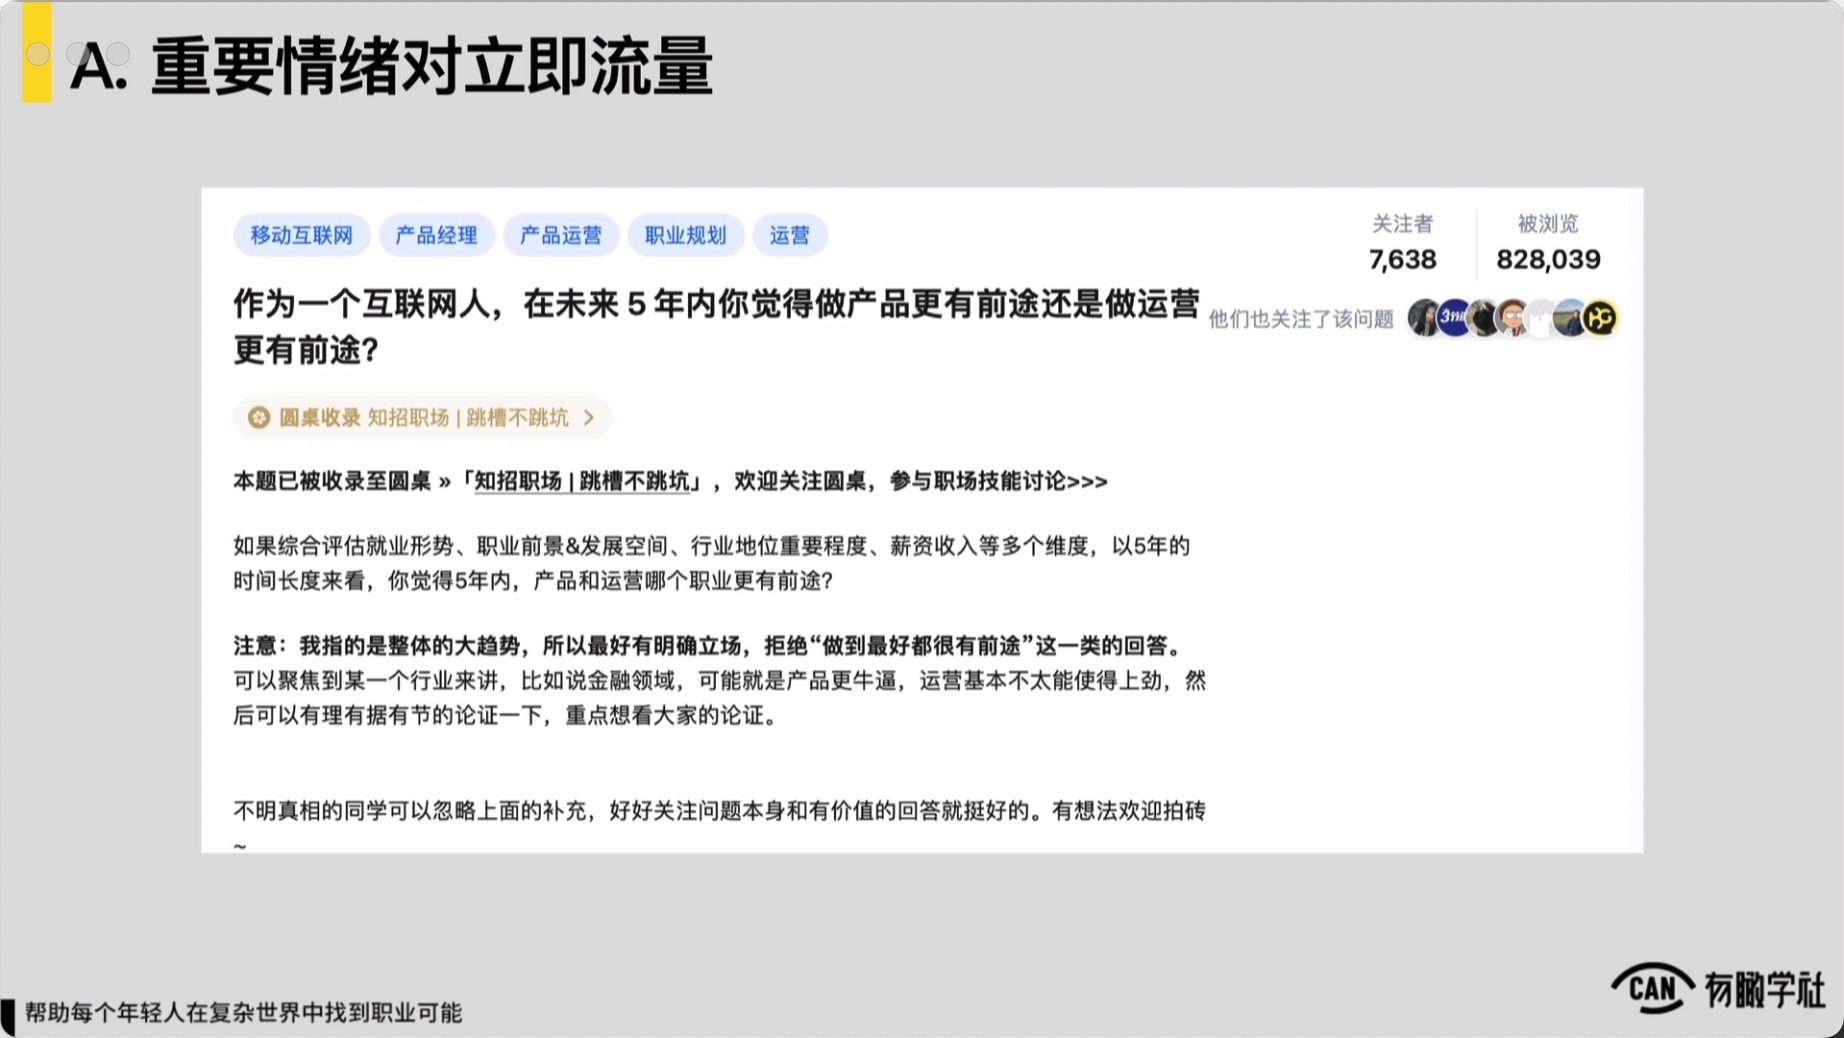 A. 重要情绪对立即流量
移动互联网 产品经理 产品运营 职业规划 运营
关注者 被浏览
7,638 828,039
作为一个互联网人，在未来 5 年内你觉得做产品更有前途还是做运营
更有前途？
他们也关注了该问题
圆桌收录 知招职场 | 跳槽不跳坑 >
本题已被收录至圆桌 »「知招职场 | 跳槽不跳坑」，欢迎关注圆桌，参与职场技能讨论>>>
如果综合评估就业形势、职业前景&发展空间、行业地位重要程度、薪资收入等多个维度，以5年的
时间长度来看，你觉得5年内，产品和运营哪个职业更有前途？
注意：我指的是整体的大趋势，所以最好有明确立场，拒绝“做到最好都很有前途”这一类的回答。
可以聚焦到某一个行业来讲，比如说金融领域，可能就是产品更牛逼，运营基本不太能使得上劲，然
后可以有理有据有节的论证一下，重点想看大家的论证。
不明真相的同学可以忽略上面的补充，好好关注问题本身和有价值的回答就挺好的。有想法欢迎拍砖
~
帮助每个年轻人在复杂世界中找到职业可能
CAN 有瞰学社